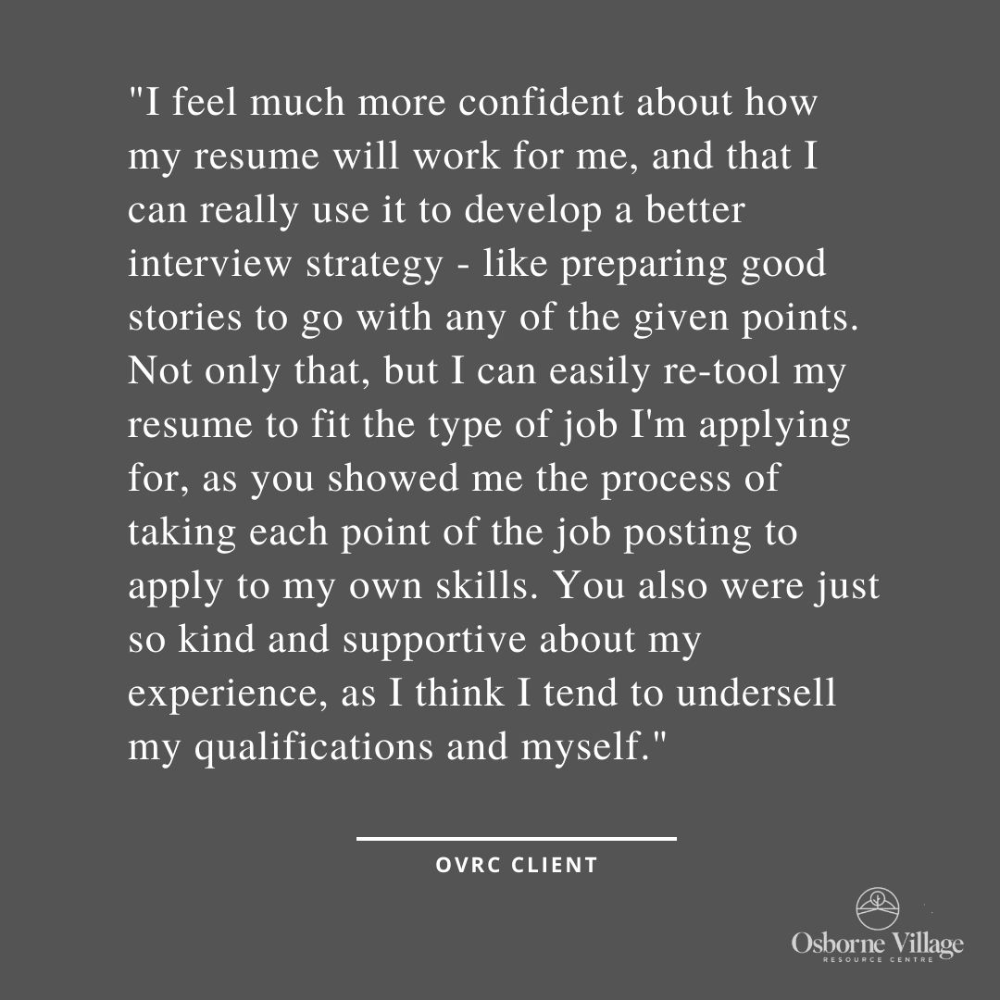 "I feel much more confident about how
my resume will work for me, and that I
can really use it to develop a better
interview strategy - like preparing good
stories to go with any of the given points.
Not only that, but I can easily re-tool my
resume to fit the type of job I'm applying
for, as you showed me the process of
taking each point of the job posting to
apply to my own skills. You also were just
so kind and supportive about my
experience, as I think I tend to undersell
my qualifications and myself."
OVRC CLIENT
Osborne Village
RESOURCE CENTRE